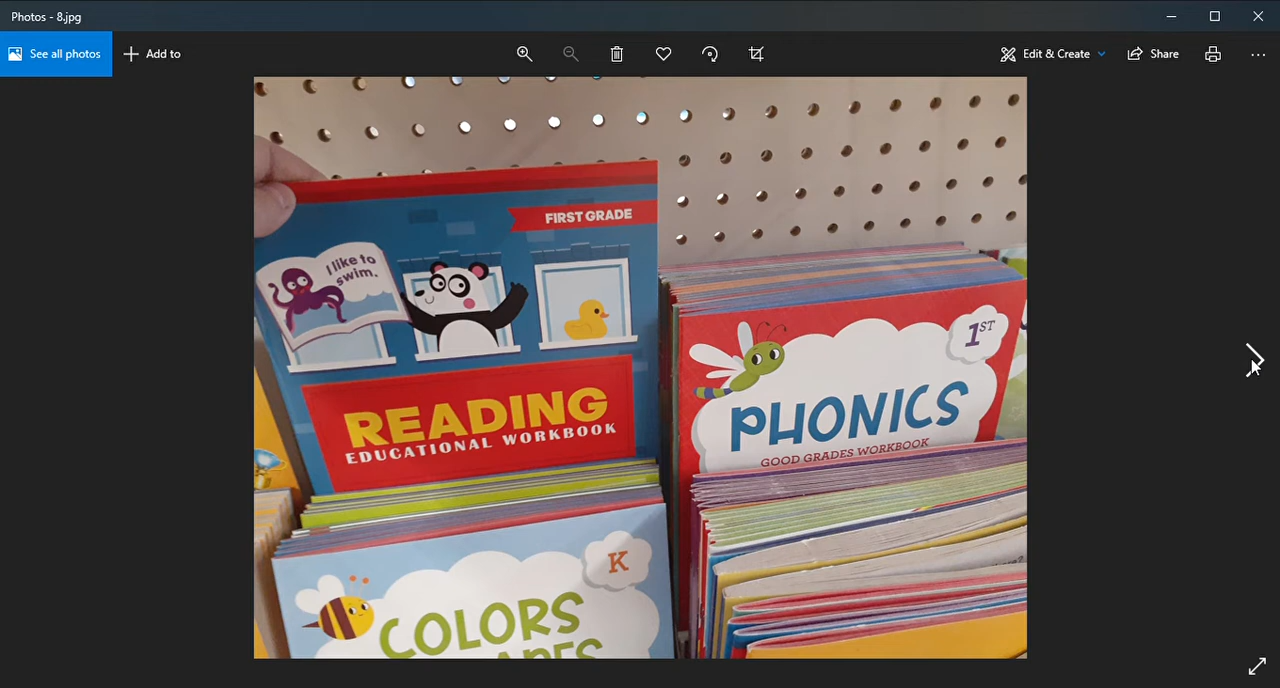 Photos - 8.jpg
See all photos
Add to
Edit & Create
Share
FIRST GRADE
I like to
swim.
READING
EDUCATIONAL WORKBOOK
1ST
PHONICS
GOOD GRADES WORKBOOK
K
COLORS